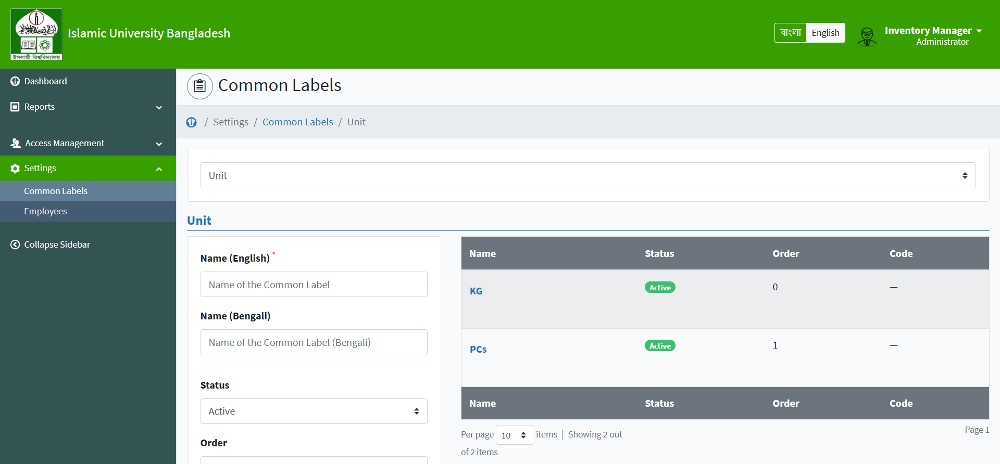 ইসলামী বিশ্ববিদ্যালয়
Islamic University Bangladesh
বাংলা English
Inventory Manager
Administrator
Dashboard
Reports
Access Management
Settings
Common Labels
Employees
Collapse Sidebar
Common Labels
/ Settings / Common Labels / Unit
Unit
Unit
Name (English) *
Name of the Common Label
Name (Bengali)
Name of the Common Label (Bengali)
Status
Active
Order
Name Status Order Code
KG Active 0 —
PCs Active 1 —
Name Status Order Code
Per page 10 items | Showing 2 out
of 2 items
Page 1